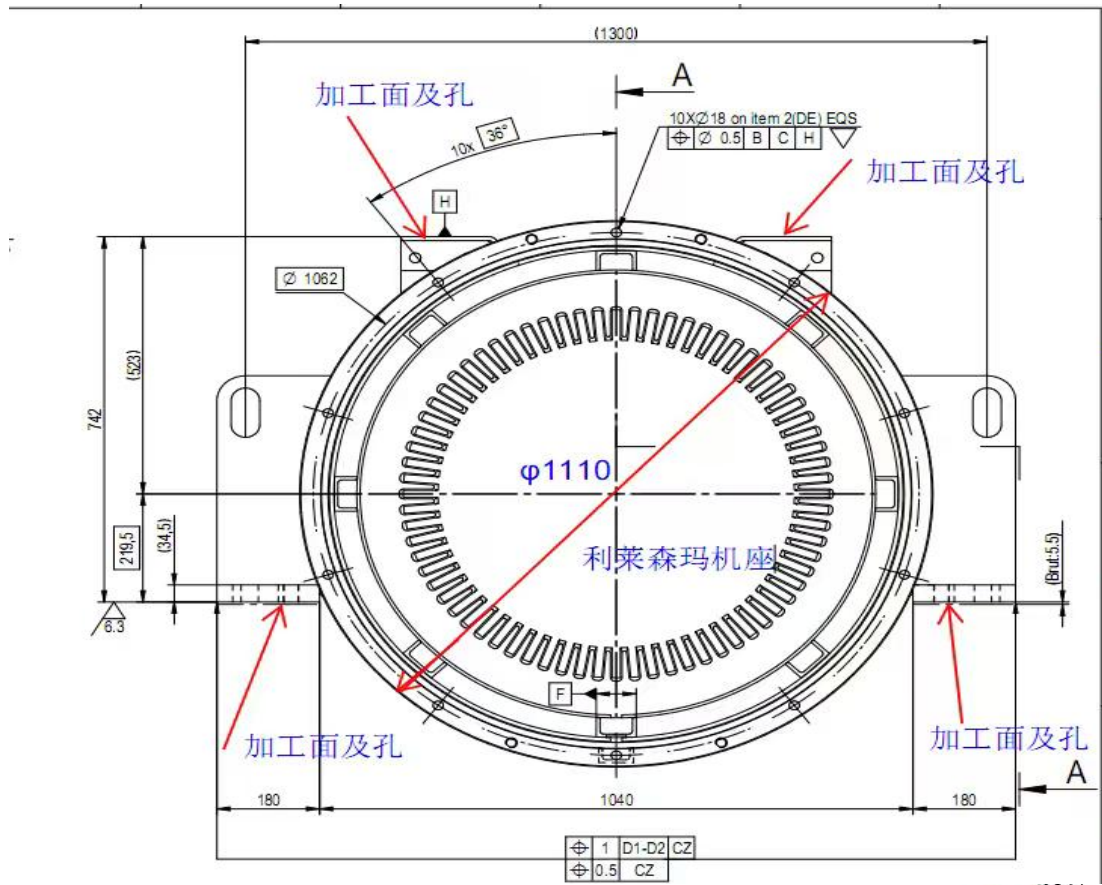 (1300)
A
加工面及孔
10XØ18 on item 2(DE) EQS
⌖ Ø 0.5 B C H
10x 36°
加工面及孔
H
Ø 1062
(523)
742
φ1110
219,5
(34,5)
利莱森玛机座
(Brut:5.5)
6.3
F
加工面及孔
加工面及孔
A
180
1040
180
⌖ 1 D1-D2 CZ
⌖ 0.5 CZ